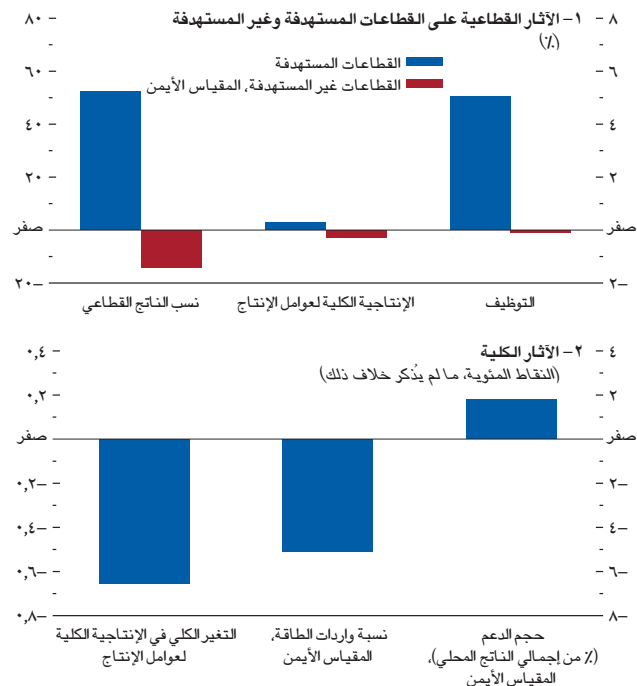 ١– الآثار القطاعية على القطاعات المستهدفة وغير المستهدفة
(٪)
القطاعات المستهدفة
القطاعات غير المستهدفة، المقياس الأيمن
٨ –
٦ –
٤ –
٢ –
صفر
٢–
٨٠ –
٦٠ –
٤٠ –
٢٠ –
صفر
٢٠–
التوظيف
الإنتاجية الكلية لعوامل الإنتاج
نسب الناتج القطاعي
٢– الآثار الكلية
(النقاط المئوية، ما لم يُذكر خلاف ذلك)
٤ –
٢ –
صفر
٢–
٤–
٦–
٨–
٠,٤ –
٠,٢ –
صفر
٠,٢–
٠,٤–
٠,٦–
٠,٨–
حجم الدعم
(٪ من إجمالي الناتج المحلي)،
المقياس الأيمن
نسبة واردات الطاقة،
المقياس الأيمن
التغير الكلي في الإنتاجية الكلية
لعوامل الإنتاج